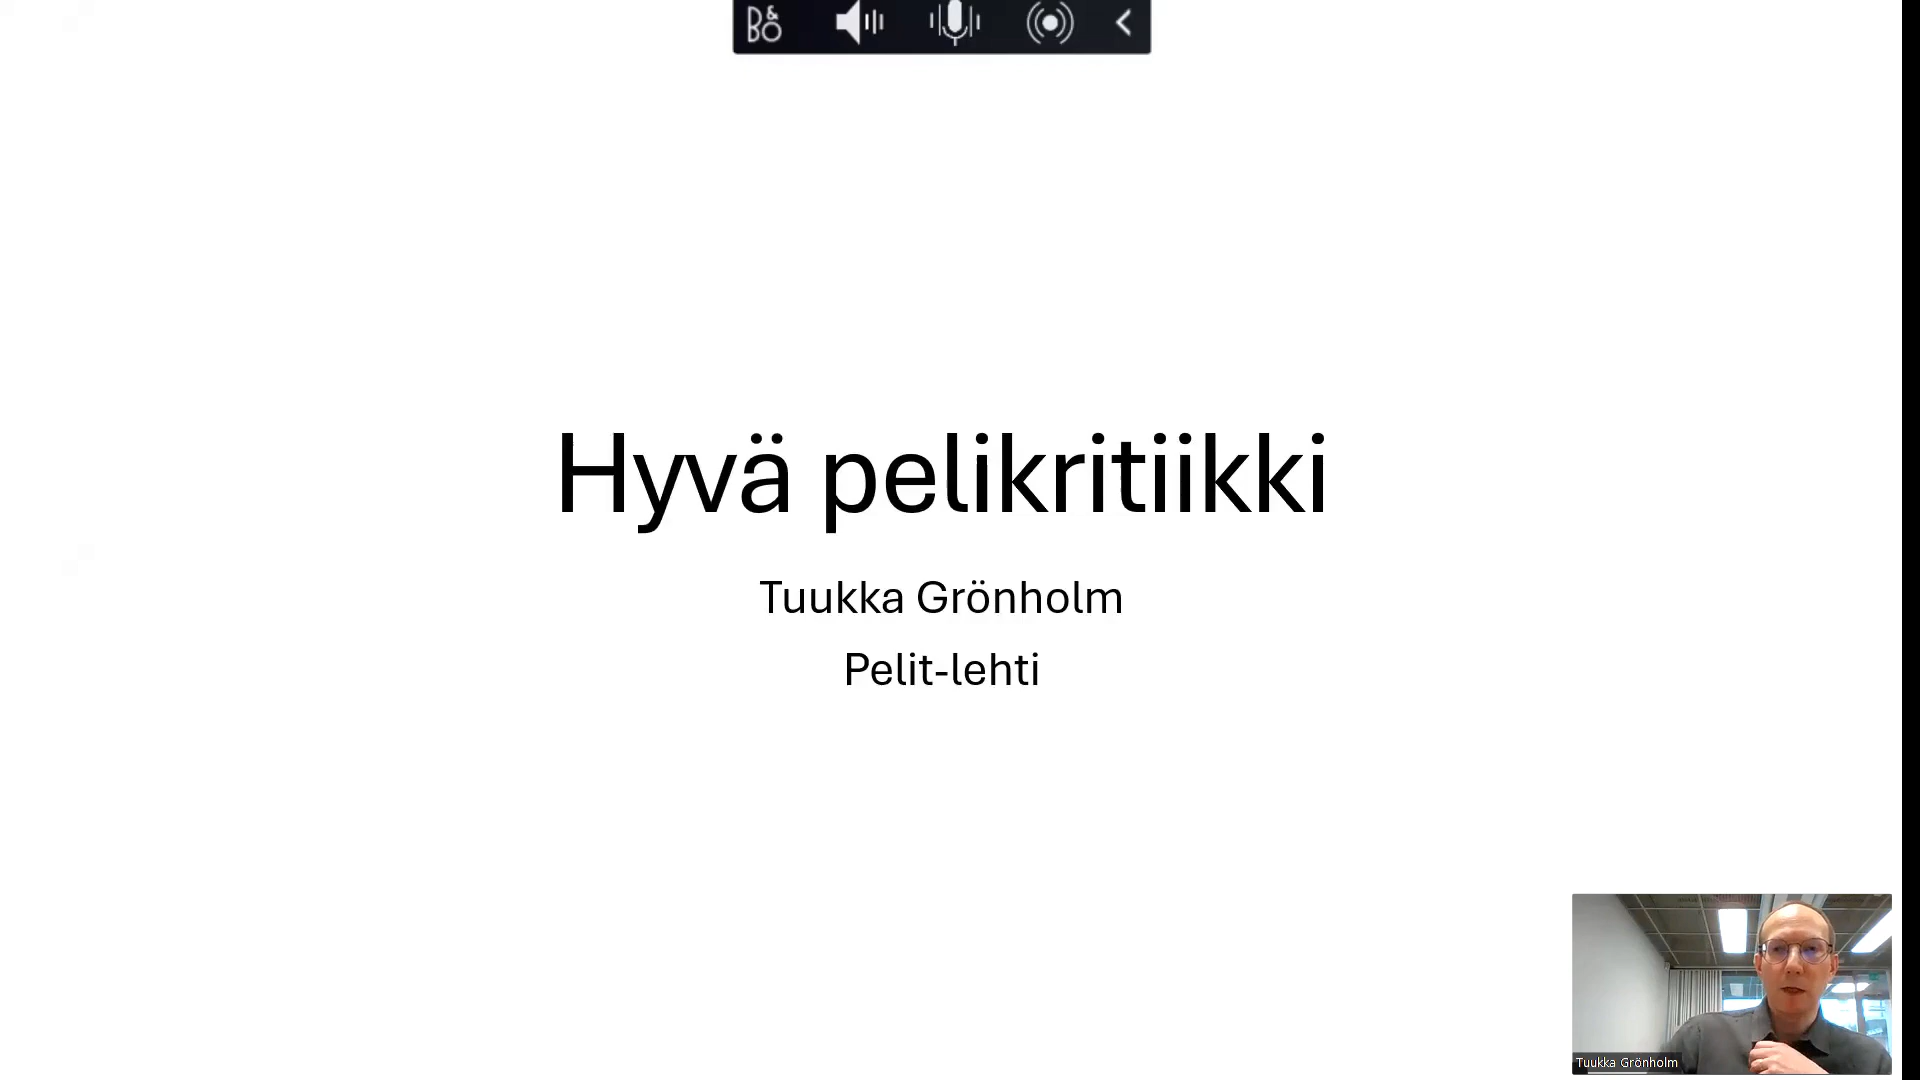 B&O
Hyvä pelikritiikki
Tuukka Grönholm
Pelit-lehti
Tuukka Grönholm